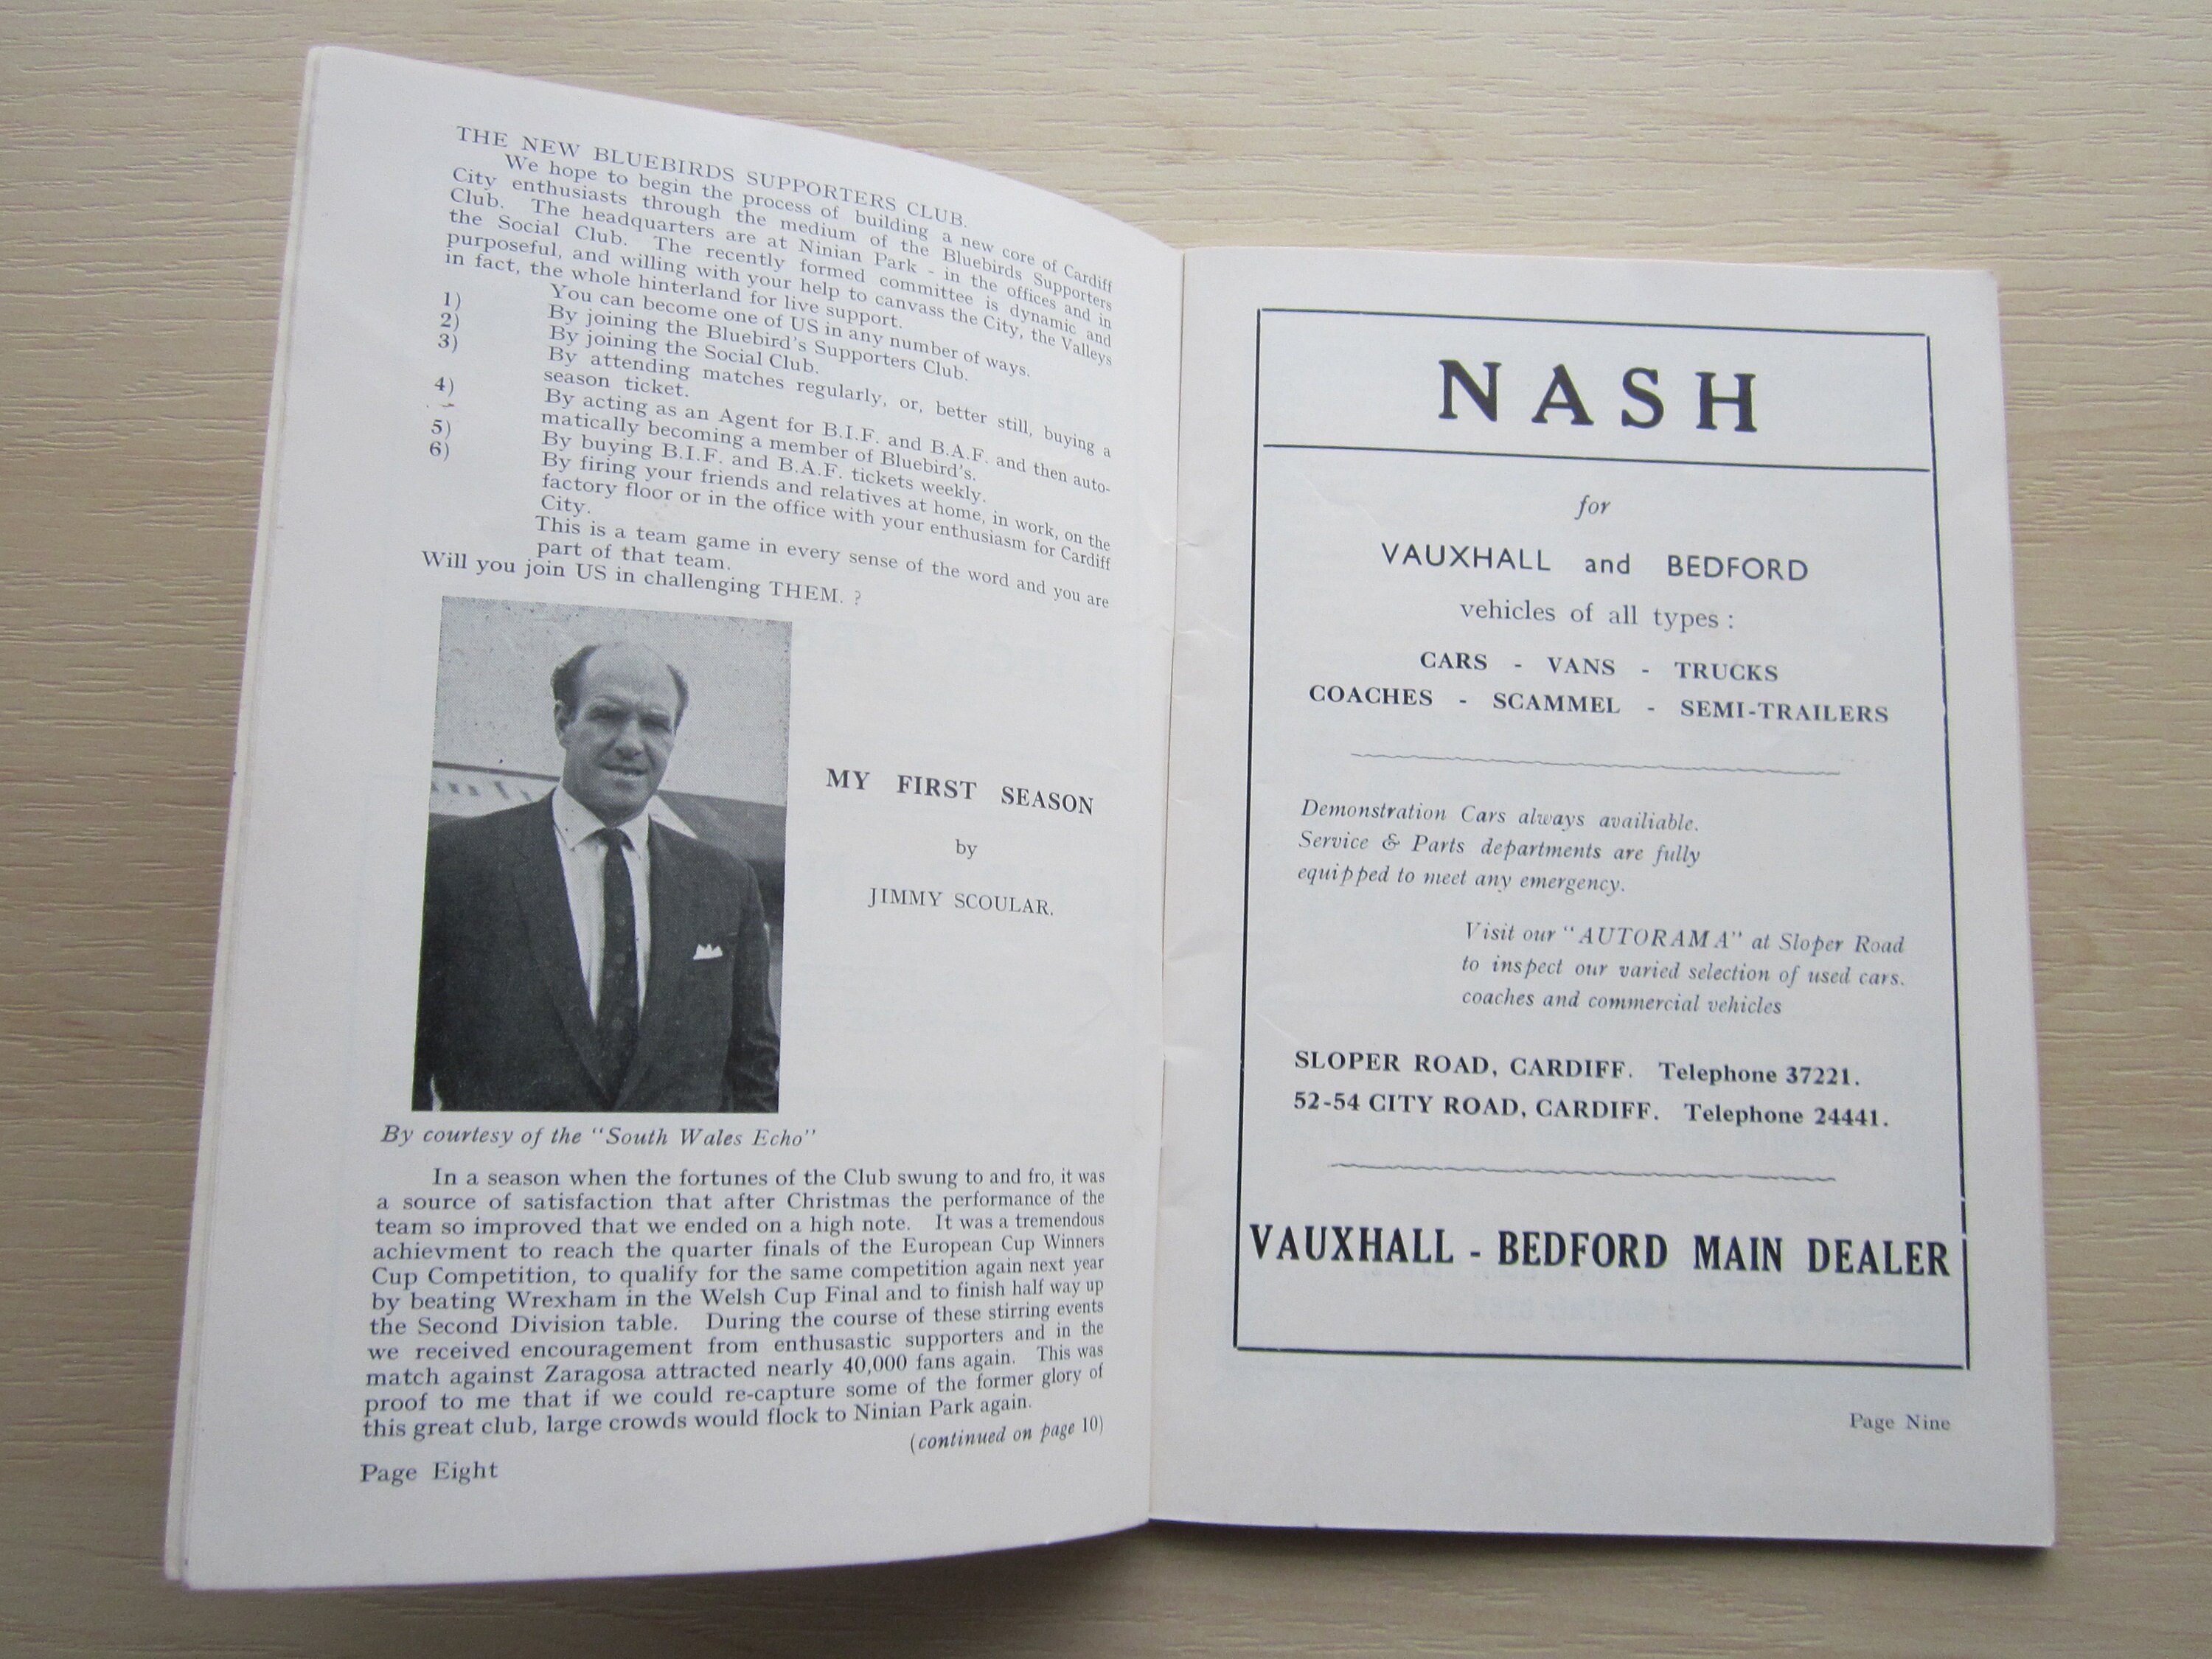 THE NEW BLUEBIRDS SUPPORTERS CLUB.
We hope to begin the process of building a new core of Cardiff
City enthusiasts through the medium of the Bluebirds Supporters
Club. The headquarters are at Ninian Park - in the offices and in
the Social Club. The recently formed committee is dynamic and
purposeful, and willing with your help to canvass the City, the Valleys
in fact, the whole hinterland for live support.
You can become one of US in any number of ways.
1) By joining the Bluebird's Supporters Club.
2) By joining the Social Club.
3) By attending matches regularly, or, better still, buying a
season ticket.
4) By acting as an Agent for B.I.F. and B.A.F. and then auto-
matically becoming a member of Bluebird's.
5) By buying B.I.F. and B.A.F. tickets weekly.
6) By firing your friends and relatives at home, in work, on the
factory floor or in the office with your enthusiasm for Cardiff
City.
This is a team game in every sense of the word and you are
part of that team.
Will you join US in challenging THEM. ?
MY FIRST SEASON
by
JIMMY SCOULAR.
By courtesy of the "South Wales Echo"
In a season when the fortunes of the Club swung to and fro, it was
a source of satisfaction that after Christmas the performance of the
team so improved that we ended on a high note. It was a tremendous
achievment to reach the quarter finals of the European Cup Winners
Cup Competition, to qualify for the same competition again next year
by beating Wrexham in the Welsh Cup Final and to finish half way up
the Second Division table. During the course of these stirring events
we received encouragement from enthusastic supporters and in the
match against Zaragosa attracted nearly 40,000 fans again. This was
proof to me that if we could re-capture some of the former glory of
this great club, large crowds would flock to Ninian Park again.
(continued on page 10)
Page Eight
NASH
for
VAUXHALL and BEDFORD
vehicles of all types :
CARS - VANS - TRUCKS
COACHES - SCAMMEL - SEMI-TRAILERS
Demonstration Cars always availiable.
Service & Parts departments are fully
equipped to meet any emergency.
Visit our "AUTORAMA" at Sloper Road
to inspect our varied selection of used cars.
coaches and commercial vehicles
SLOPER ROAD, CARDIFF. Telephone 37221.
52-54 CITY ROAD, CARDIFF. Telephone 24441.
VAUXHALL - BEDFORD MAIN DEALER
Page Nine